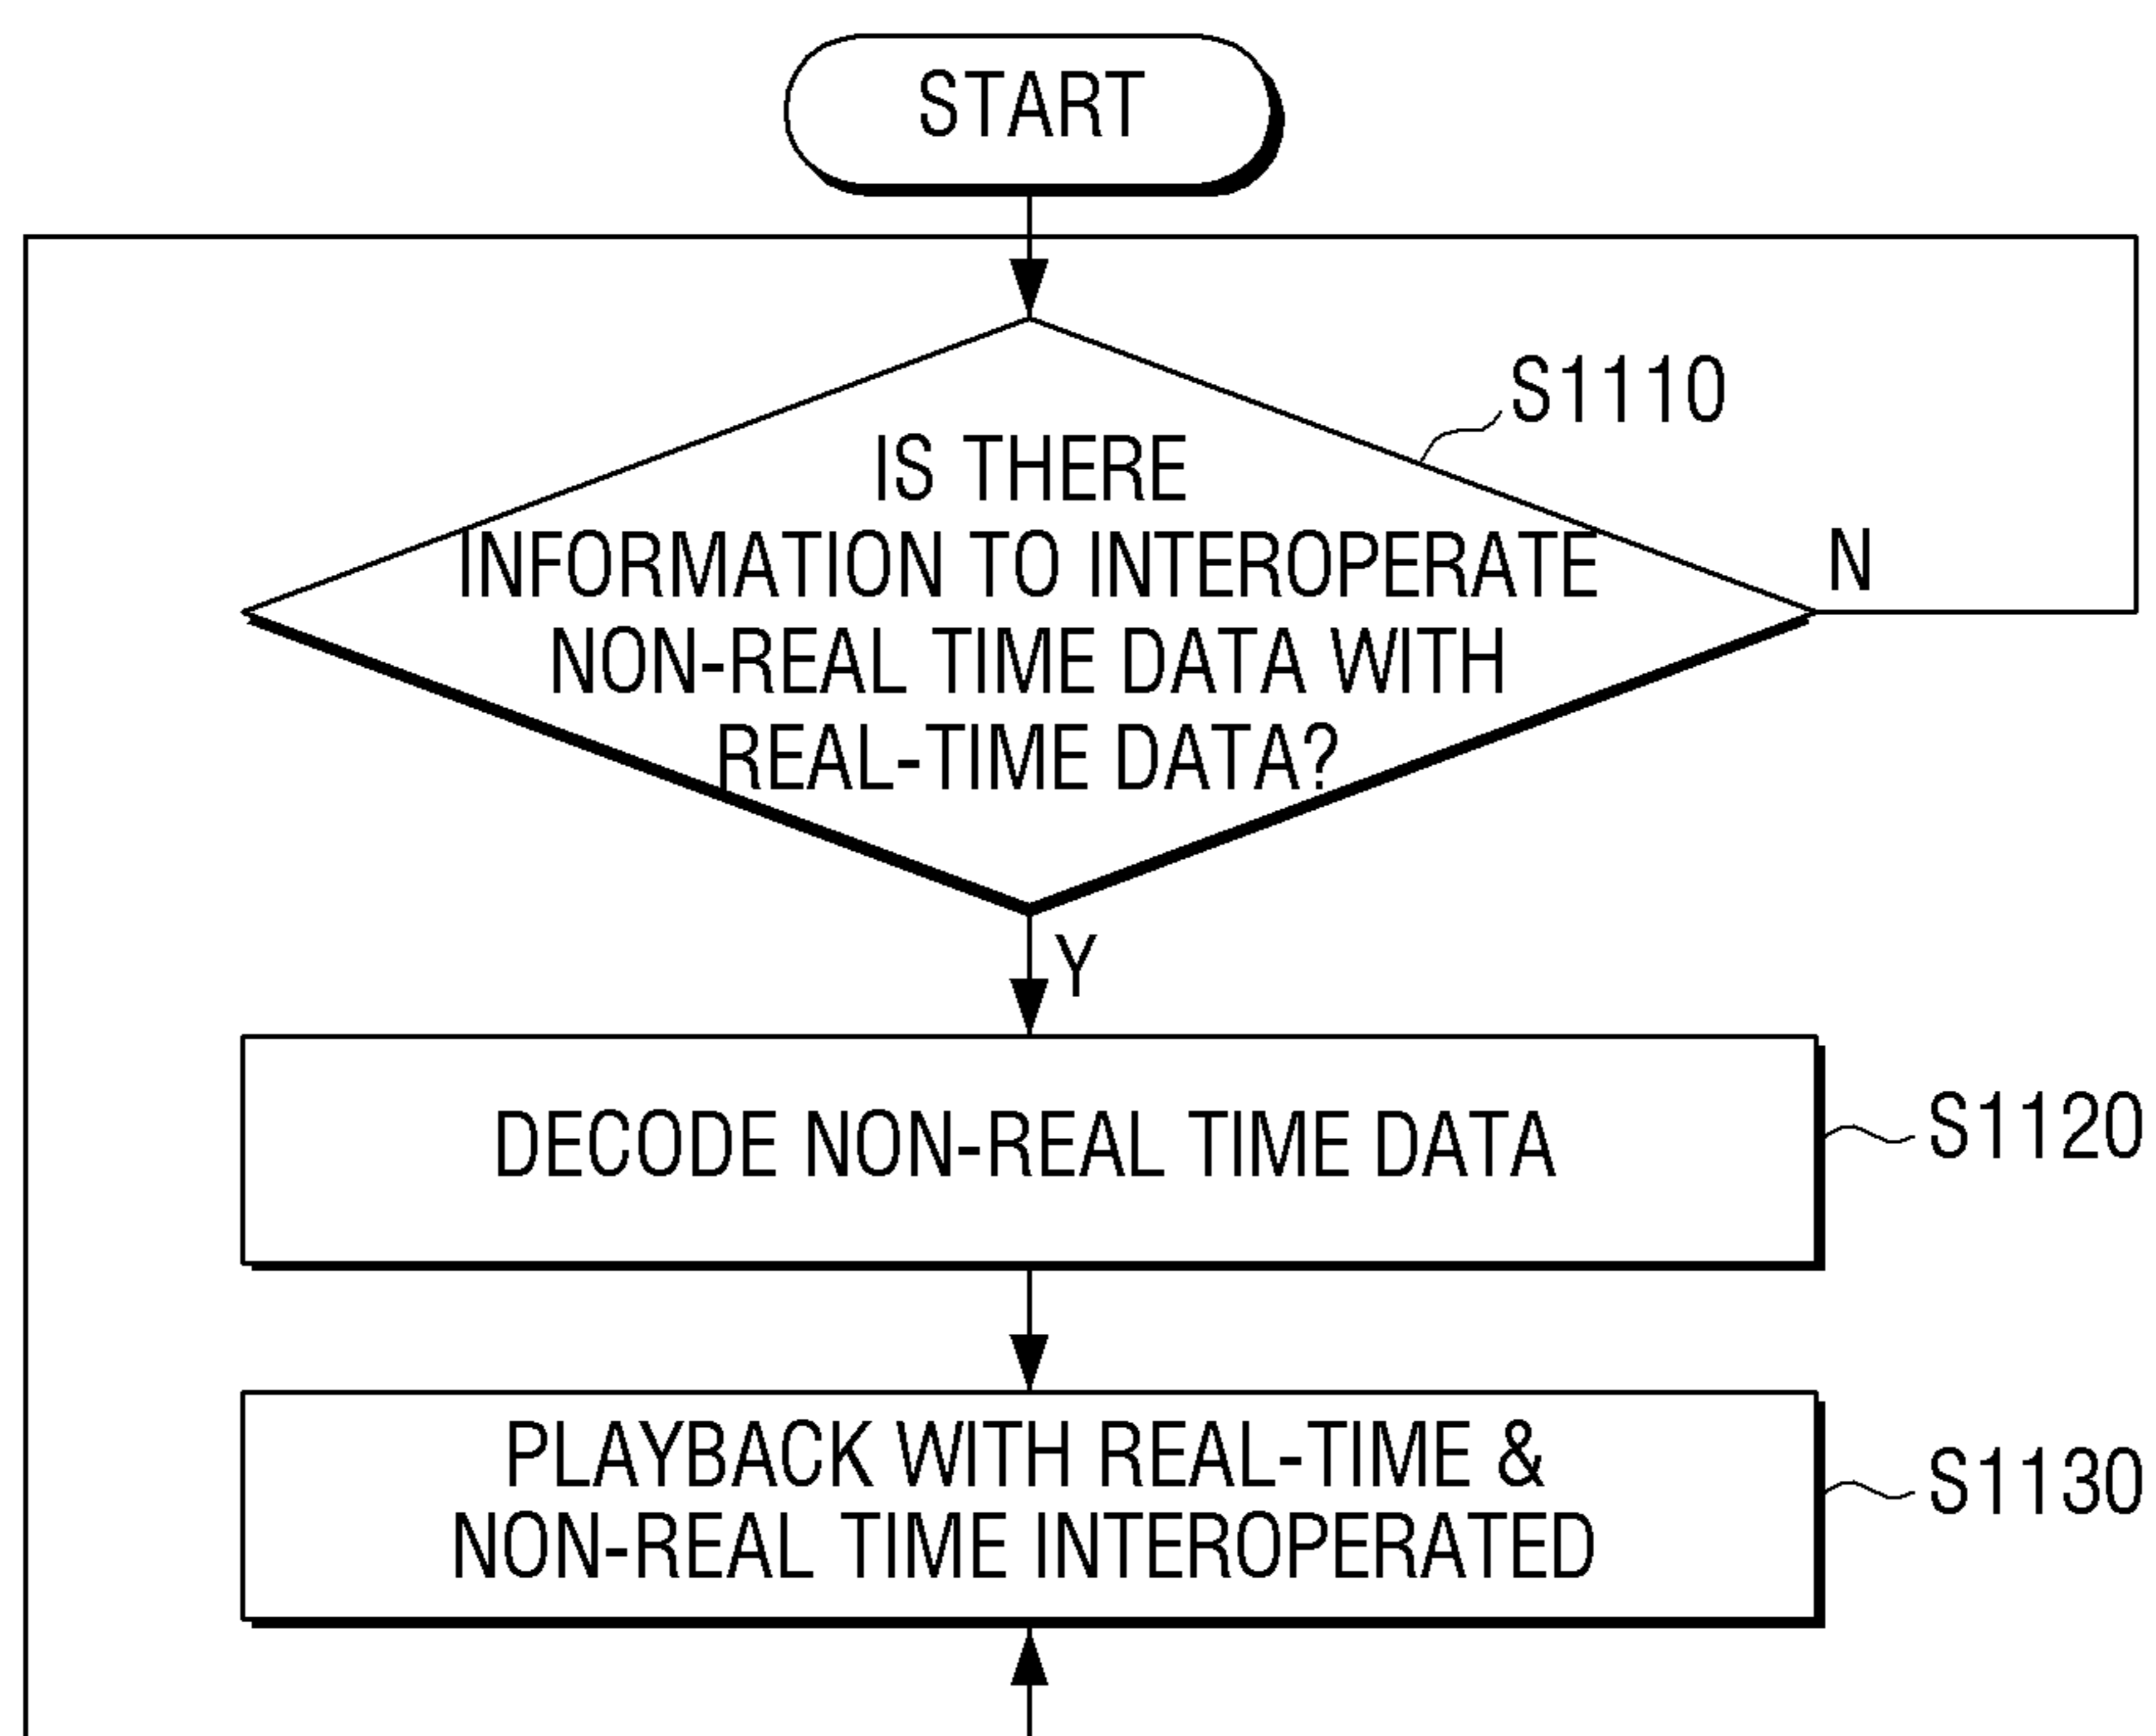 START
S1110
IS THERE
INFORMATION TO INTEROPERATE
NON-REAL TIME DATA WITH
REAL-TIME DATA?
N
Y
DECODE NON-REAL TIME DATA
S1120
PLAYBACK WITH REAL-TIME &
NON-REAL TIME INTEROPERATED
S1130